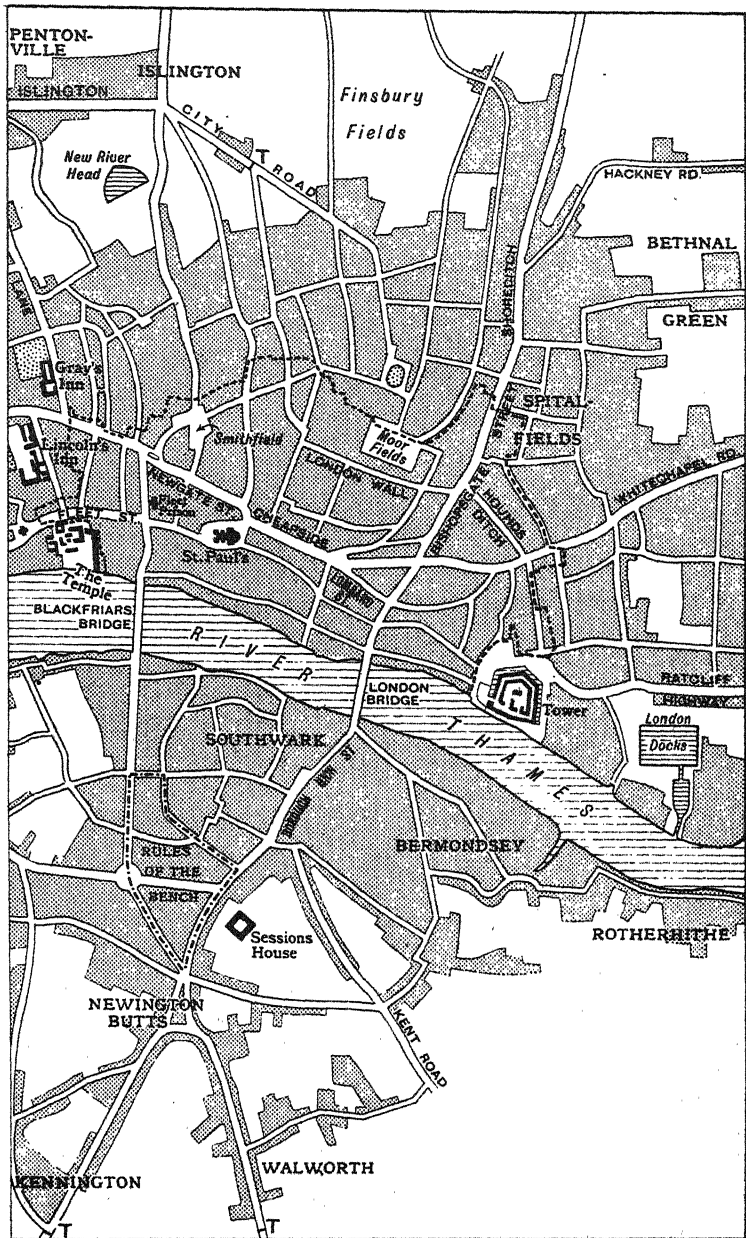 PENTON-
VILLE
ISLINGTON
ISLINGTON
Finsbury
Fields
CITY
ROAD
T
New River
Head
HACKNEY RD.
BETHNAL
GREEN
SHOREDITCH
LANE
Gray's
Inn
SPITAL-
FIELDS
STREET
Lincoln's
Inn
Smithfield
Moor
Fields
LONDON WALL
NEWGATE ST.
Fleet
Prison
CHEAPSIDE
BISHOPSGATE
HOUNDS
DITCH
WHITECHAPEL RD.
FLEET ST.
St. Paul's
LOMBARD
ST.
The
Temple
BLACKFRIARS
BRIDGE
RIVER
THAMES
LONDON
BRIDGE
Tower
RATCLIFF
HIGHWAY
London
Docks
SOUTHWARK
BOROUGH HIGH ST
BERMONDSEY
RULES
OF THE
BENCH
ROTHERHITHE
Sessions
House
NEWINGTON
BUTTS
KENT ROAD
WALWORTH
KENNINGTON
T
T